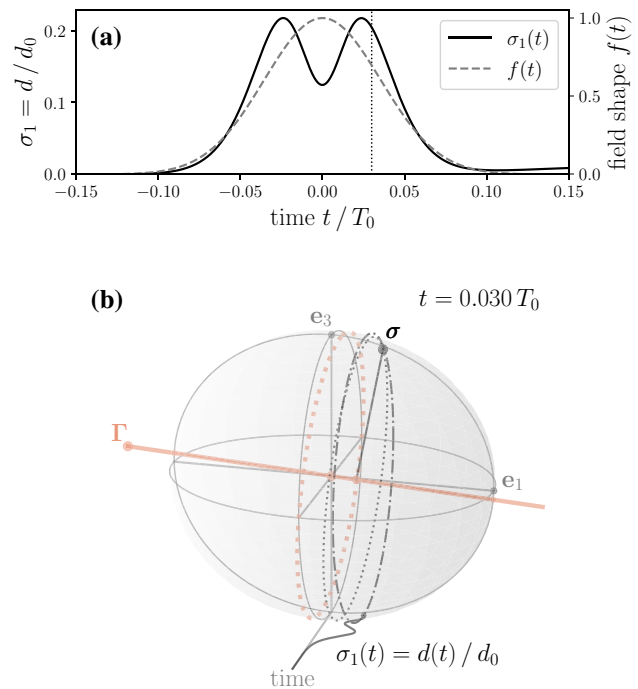 (a)
σ₁ = d / d₀
0.2
0.1
0.0
σ₁(t)
f(t)
1.0
0.5
0.0
field shape f(t)
−0.15
−0.10
−0.05
0.00
0.05
0.10
0.15
time t / T₀
(b)
t = 0.030 T₀
e₃
σ
Γ
e₁
σ₁(t) = d(t) / d₀
time